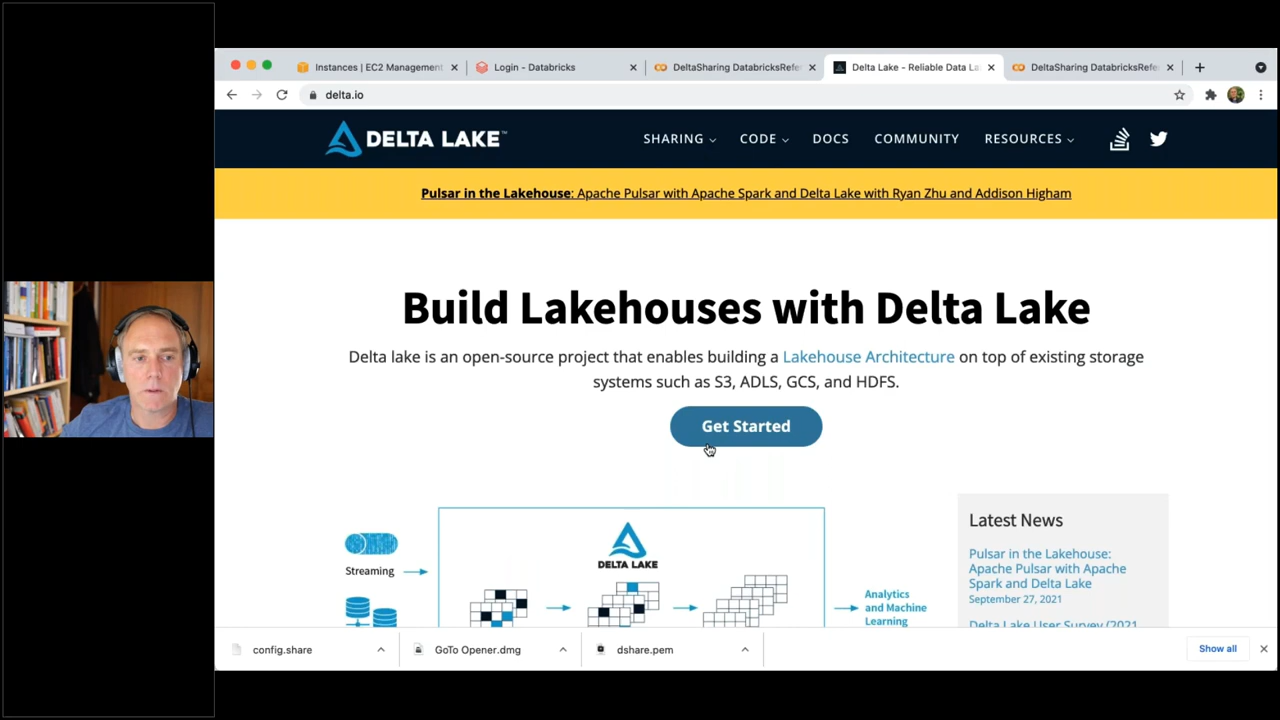 Instances | EC2 Management
Login - Databricks
DeltaSharing DatabricksRefe
Delta Lake - Reliable Data La
DeltaSharing DatabricksRefe
delta.io
DELTA LAKE™
SHARING
CODE
DOCS
COMMUNITY
RESOURCES
Pulsar in the Lakehouse: Apache Pulsar with Apache Spark and Delta Lake with Ryan Zhu and Addison Higham
Build Lakehouses with Delta Lake
Delta lake is an open-source project that enables building a Lakehouse Architecture on top of existing storage
systems such as S3, ADLS, GCS, and HDFS.
Get Started
Streaming
DELTA LAKE
Analytics
and Machine
Learning
Latest News
Pulsar in the Lakehouse:
Apache Pulsar with Apache
Spark and Delta Lake
September 27, 2021
Delta Lake User Survey (2021
config.share
GoTo Opener.dmg
dshare.pem
Show all